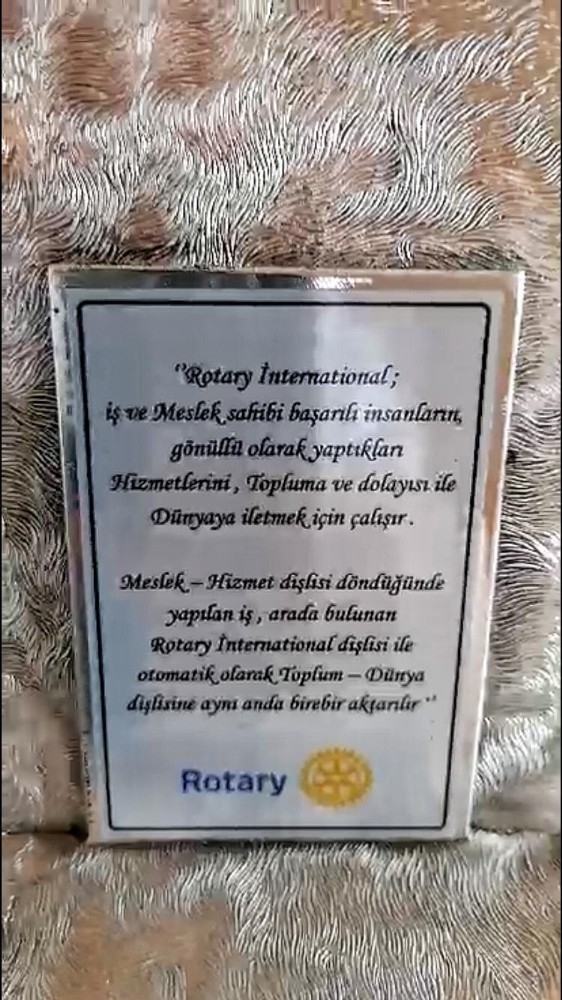 "Rotary İnternational;
iş ve Meslek sahibi başarılı insanların,
gönüllü olarak yaptıkları
Hizmetlerini, Topluma ve dolayısı ile
Dünyaya iletmek için çalışır.
Meslek – Hizmet dişlisi döndüğünde
yapılan iş, arada bulunan
Rotary İnternational dişlisi ile
otomatik olarak Toplum – Dünya
dişlisine aynı anda birebir aktarılır "
Rotary